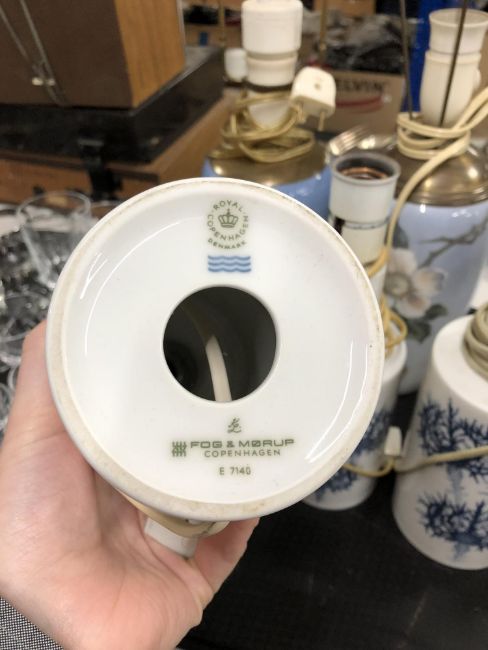 ROYAL
COPENHAGEN
DENMARK
FOG & MØRUP
COPENHAGEN
E 7140